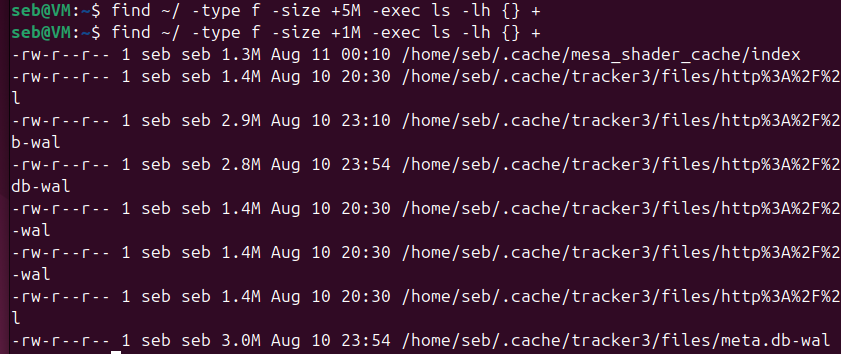 seb@VM:~$ find ~/ -type f -size +5M -exec ls -lh {} +
seb@VM:~$ find ~/ -type f -size +1M -exec ls -lh {} +
-rw-r--r-- 1 seb seb 1.3M Aug 11 00:10 /home/seb/.cache/mesa_shader_cache/index
-rw-r--r-- 1 seb seb 1.4M Aug 10 20:30 /home/seb/.cache/tracker3/files/http%3A%2F%2
l
-rw-r--r-- 1 seb seb 2.9M Aug 10 23:10 /home/seb/.cache/tracker3/files/http%3A%2F%2
b-wal
-rw-r--r-- 1 seb seb 2.8M Aug 10 23:54 /home/seb/.cache/tracker3/files/http%3A%2F%2
db-wal
-rw-r--r-- 1 seb seb 1.4M Aug 10 20:30 /home/seb/.cache/tracker3/files/http%3A%2F%2
-wal
-rw-r--r-- 1 seb seb 1.4M Aug 10 20:30 /home/seb/.cache/tracker3/files/http%3A%2F%2
-wal
-rw-r--r-- 1 seb seb 1.4M Aug 10 20:30 /home/seb/.cache/tracker3/files/http%3A%2F%2
l
-rw-r--r-- 1 seb seb 3.0M Aug 10 23:54 /home/seb/.cache/tracker3/files/meta.db-wal